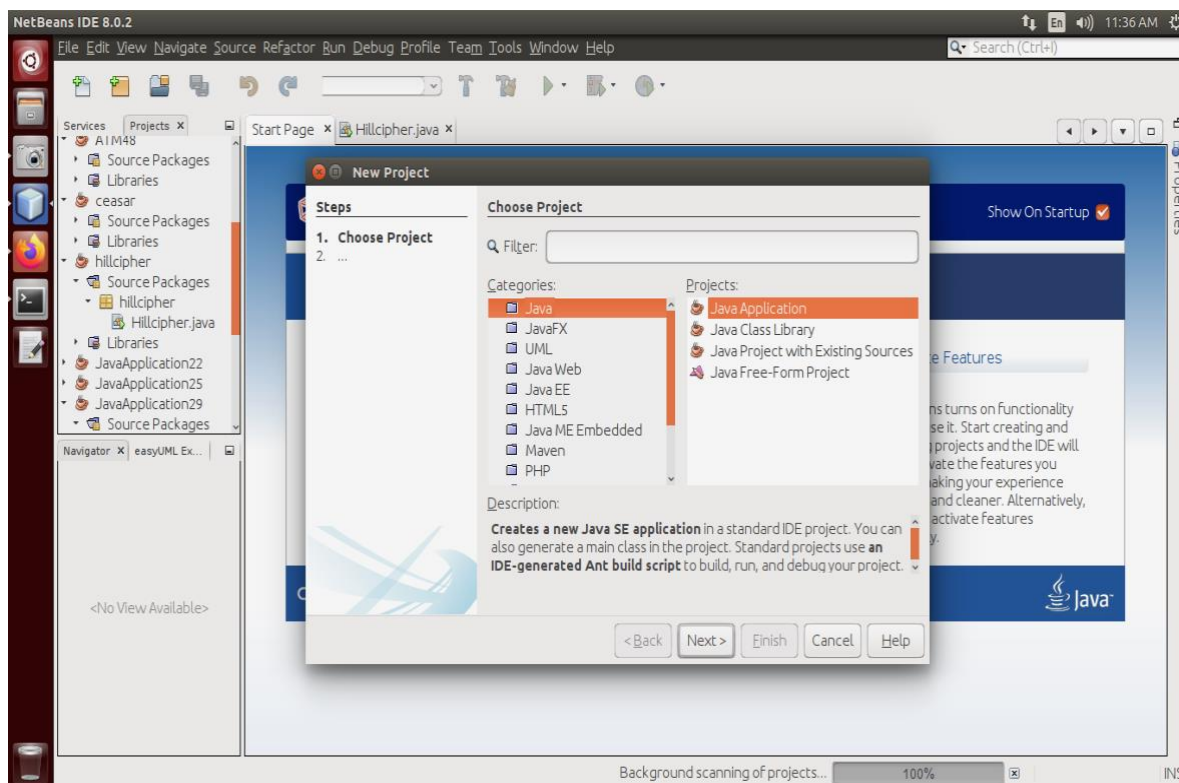 NetBeans IDE 8.0.2
En 11:36 AM
File Edit View Navigate Source Refactor Run Debug Profile Team Tools Window Help
Search (Ctrl+I)
Services Projects
Start Page Hillcipher.java
ATM48
Source Packages
Libraries
ceasar
Source Packages
Libraries
hillcipher
Source Packages
hillcipher
Hillcipher.java
Libraries
JavaApplication22
JavaApplication25
JavaApplication29
Source Packages
Navigator easyUML Ex...
<No View Available>
New Project
Steps
1. Choose Project
2. ...
Choose Project
Filter:
Categories:
Java
JavaFX
UML
Java Web
Java EE
HTML5
Java ME Embedded
Maven
PHP
Projects:
Java Application
Java Class Library
Java Project with Existing Sources
Java Free-Form Project
Description:
Creates a new Java SE application in a standard IDE project. You can
also generate a main class in the project. Standard projects use an
IDE-generated Ant build script to build, run, and debug your project.
< Back Next > Finish Cancel Help
Show On Startup
e Features
ns turns on functionality
se it. Start creating and
projects and the IDE will
vate the features you
aking your experience
and cleaner. Alternatively,
activate features
y.
Java
Properties
Background scanning of projects... 100% INS